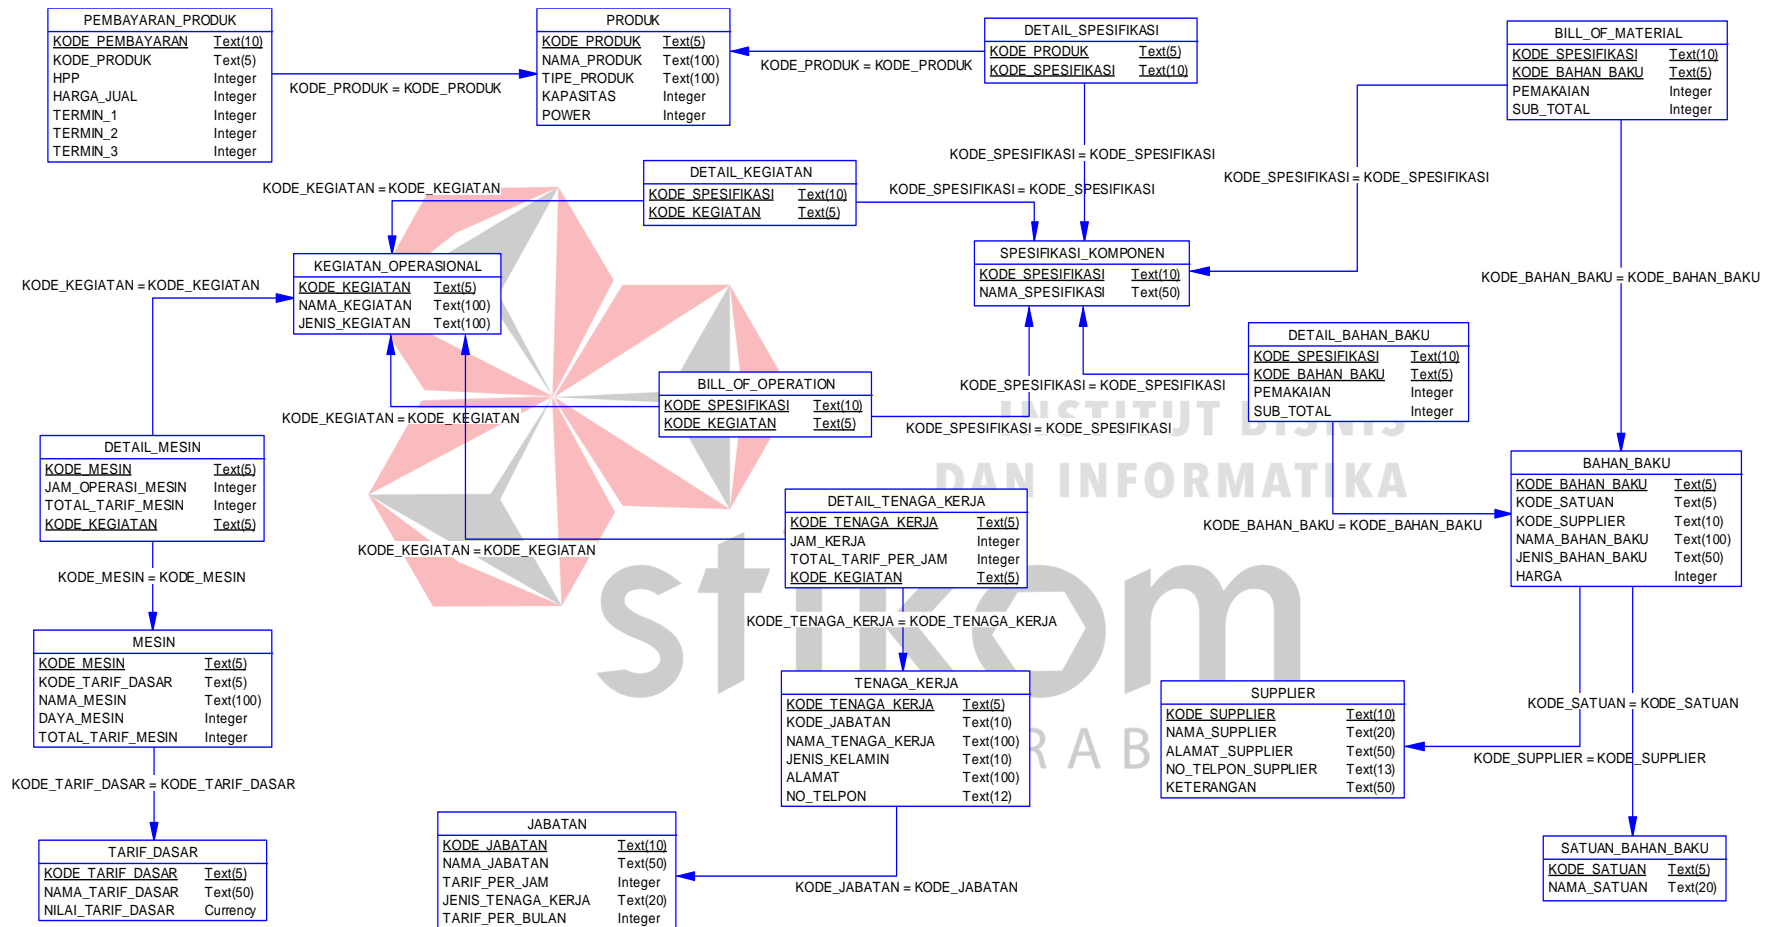 PEMBAYARAN_PRODUK
KODE_PEMBAYARAN Text(10)
KODE_PRODUK Text(5)
HPP Integer
HARGA_JUAL Integer
TERMIN_1 Integer
TERMIN_2 Integer
TERMIN_3 Integer
KODE_PRODUK = KODE_PRODUK
PRODUK
KODE_PRODUK Text(5)
NAMA_PRODUK Text(100)
TIPE_PRODUK Text(100)
KAPASITAS Integer
POWER Integer
KODE_PRODUK = KODE_PRODUK
DETAIL_SPESIFIKASI
KODE_PRODUK Text(5)
KODE_SPESIFIKASI Text(10)
KODE_SPESIFIKASI = KODE_SPESIFIKASI
BILL_OF_MATERIAL
KODE_SPESIFIKASI Text(10)
KODE_BAHAN_BAKU Text(5)
PEMAKAIAN Integer
SUB_TOTAL Integer
KODE_SPESIFIKASI = KODE_SPESIFIKASI
KODE_BAHAN_BAKU = KODE_BAHAN_BAKU
DETAIL_KEGIATAN
KODE_SPESIFIKASI Text(10)
KODE_KEGIATAN Text(5)
KODE_KEGIATAN = KODE_KEGIATAN
KODE_SPESIFIKASI = KODE_SPESIFIKASI
KEGIATAN_OPERASIONAL
KODE_KEGIATAN Text(5)
NAMA_KEGIATAN Text(100)
JENIS_KEGIATAN Text(100)
KODE_KEGIATAN = KODE_KEGIATAN
SPESIFIKASI_KOMPONEN
KODE_SPESIFIKASI Text(10)
NAMA_SPESIFIKASI Text(50)
DETAIL_BAHAN_BAKU
KODE_SPESIFIKASI Text(10)
KODE_BAHAN_BAKU Text(5)
PEMAKAIAN Integer
SUB_TOTAL Integer
KODE_SPESIFIKASI = KODE_SPESIFIKASI
BILL_OF_OPERATION
KODE_SPESIFIKASI Text(10)
KODE_KEGIATAN Text(5)
KODE_KEGIATAN = KODE_KEGIATAN
KODE_SPESIFIKASI = KODE_SPESIFIKASI
INSTITUT BISNIS
DAN INFORMATIKA
stikom
DETAIL_MESIN
KODE_MESIN Text(5)
JAM_OPERASI_MESIN Integer
TOTAL_TARIF_MESIN Integer
KODE_KEGIATAN Text(5)
KODE_MESIN = KODE_MESIN
DETAIL_TENAGA_KERJA
KODE_TENAGA_KERJA Text(5)
JAM_KERJA Integer
TOTAL_TARIF_PER_JAM Integer
KODE_KEGIATAN Text(5)
KODE_KEGIATAN = KODE_KEGIATAN
KODE_TENAGA_KERJA = KODE_TENAGA_KERJA
KODE_BAHAN_BAKU = KODE_BAHAN_BAKU
BAHAN_BAKU
KODE_BAHAN_BAKU Text(5)
KODE_SATUAN Text(5)
KODE_SUPPLIER Text(10)
NAMA_BAHAN_BAKU Text(100)
JENIS_BAHAN_BAKU Text(50)
HARGA Integer
MESIN
KODE_MESIN Text(5)
KODE_TARIF_DASAR Text(5)
NAMA_MESIN Text(100)
DAYA_MESIN Integer
TOTAL_TARIF_MESIN Integer
KODE_TARIF_DASAR = KODE_TARIF_DASAR
TENAGA_KERJA
KODE_TENAGA_KERJA Text(5)
KODE_JABATAN Text(10)
NAMA_TENAGA_KERJA Text(100)
JENIS_KELAMIN Text(10)
ALAMAT Text(100)
NO_TELPON Text(12)
KODE_JABATAN = KODE_JABATAN
SUPPLIER
KODE_SUPPLIER Text(10)
NAMA_SUPPLIER Text(20)
ALAMAT_SUPPLIER Text(50)
NO_TELPON_SUPPLIER Text(13)
KETERANGAN Text(50)
KODE_SATUAN = KODE_SATUAN
KODE_SUPPLIER = KODE_SUPPLIER
TARIF_DASAR
KODE_TARIF_DASAR Text(5)
NAMA_TARIF_DASAR Text(50)
NILAI_TARIF_DASAR Currency
JABATAN
KODE_JABATAN Text(10)
NAMA_JABATAN Text(50)
TARIF_PER_JAM Integer
JENIS_TENAGA_KERJA Text(20)
TARIF_PER_BULAN Integer
SATUAN_BAHAN_BAKU
KODE_SATUAN Text(5)
NAMA_SATUAN Text(20)